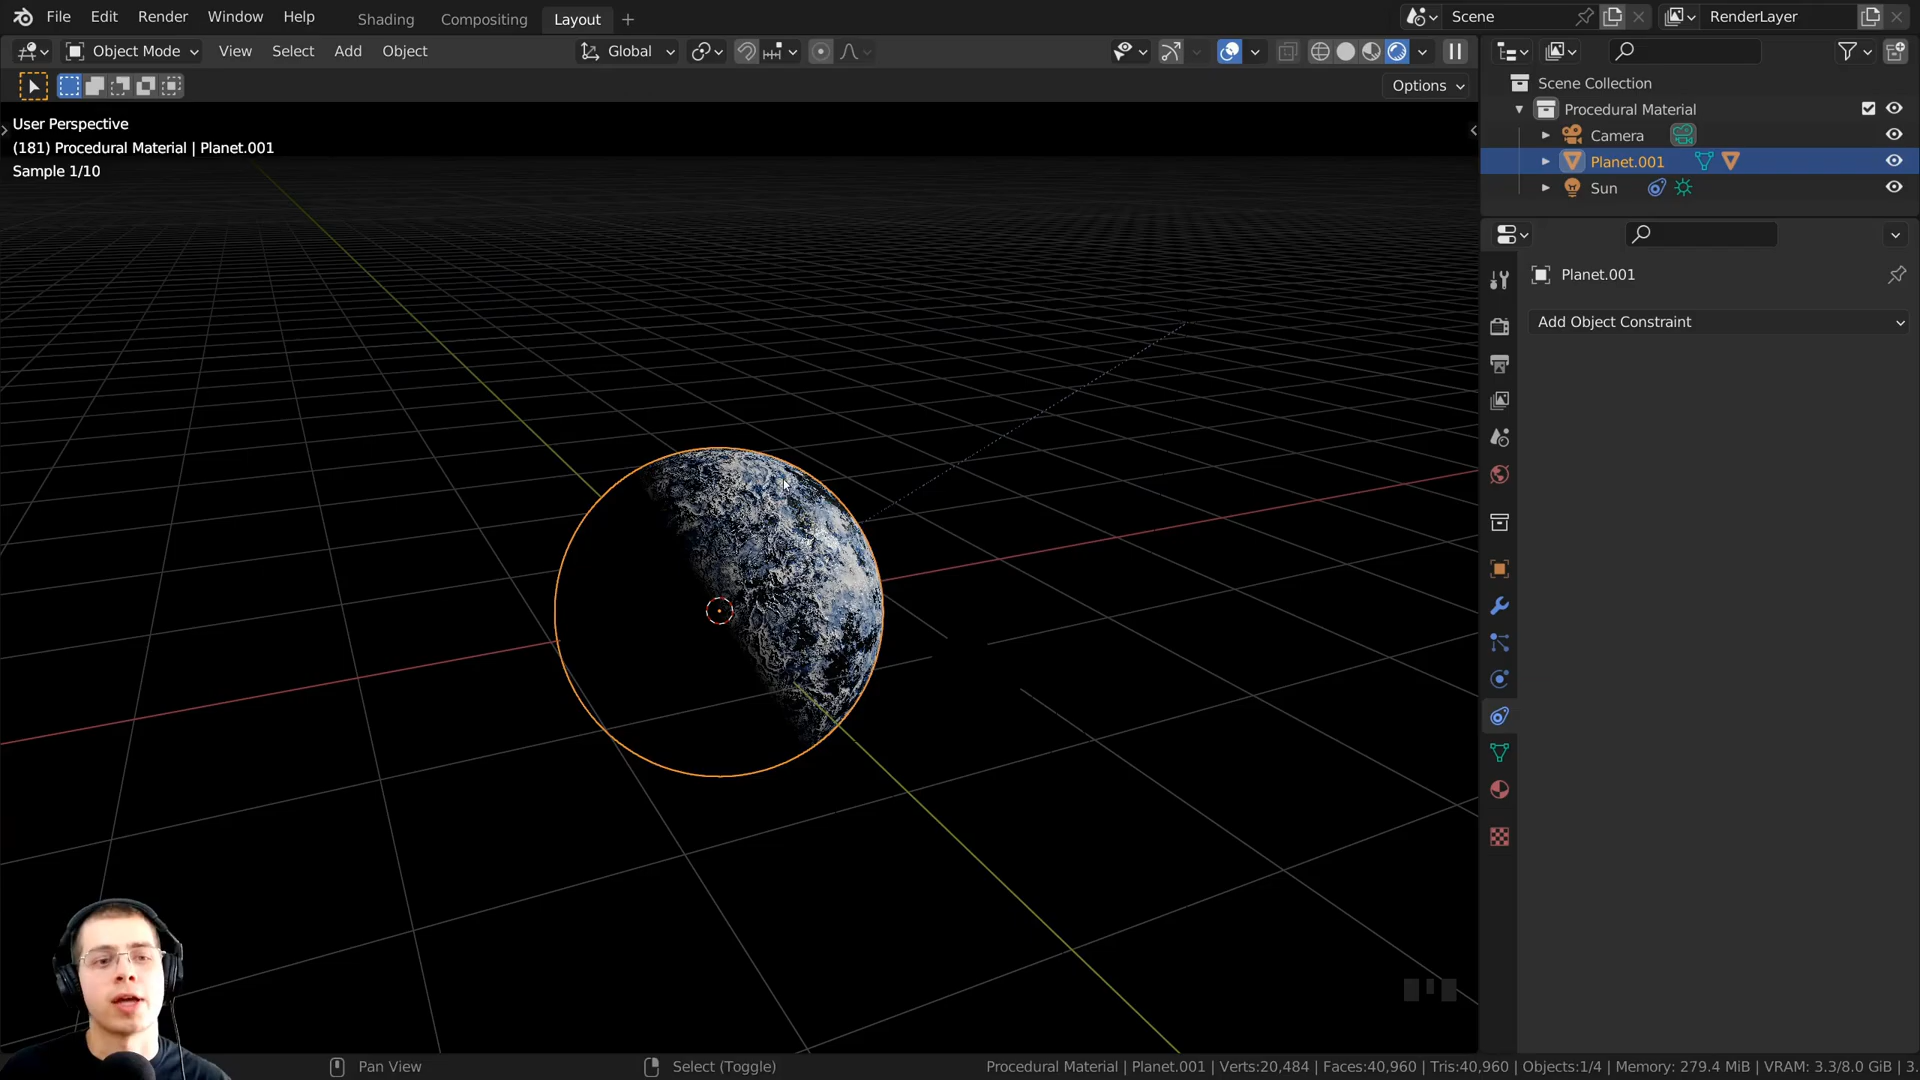 File Edit Render Window Help Shading Compositing Layout Scene RenderLayer
Object Mode View Select Add Object Global
Options
User Perspective
(181) Procedural Material | Planet.001
Sample 1/10
Scene Collection
Procedural Material
Camera
Planet.001
Sun
Planet.001
Add Object Constraint
Pan View Select (Toggle) Procedural Material | Planet.001 | Verts:20,484 | Faces:40,960 | Tris:40,960 | Objects:1/4 | Memory: 279.4 MiB | VRAM: 3.3/8.0 GiB | 3.